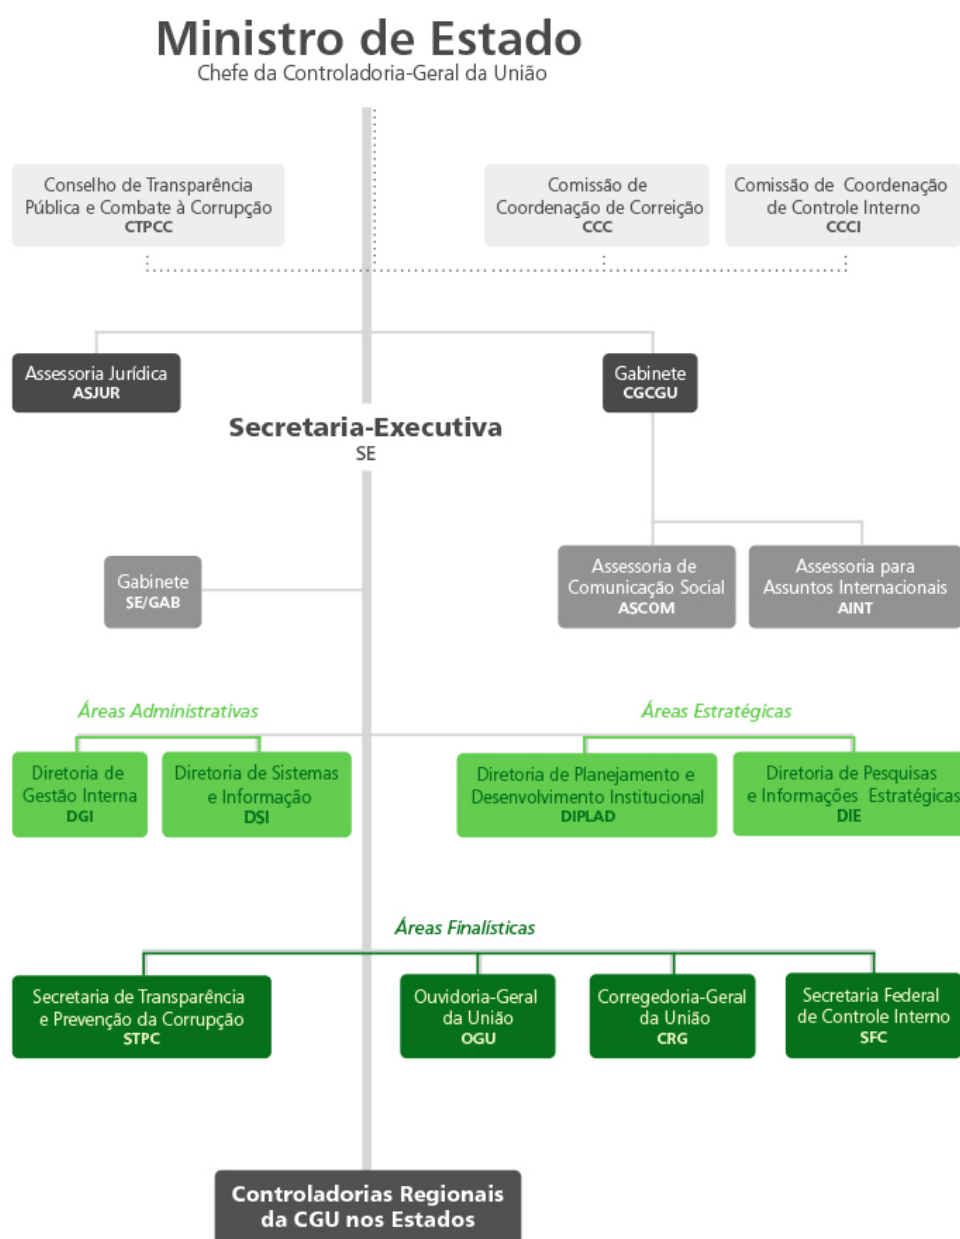 Ministro de Estado
Chefe da Controladoria-Geral da União
Conselho de Transparência
Pública e Combate à Corrupção
CTPCC
Comissão de
Coordenação de Correição
CCC
Comissão de Coordenação
de Controle Interno
CCCI
Assessoria Jurídica
ASJUR
Gabinete
CGCGU
Secretaria-Executiva
SE
Gabinete
SE/GAB
Assessoria de
Comunicação Social
ASCOM
Assessoria para
Assuntos Internacionais
AINT
Áreas Administrativas
Áreas Estratégicas
Diretoria de
Gestão Interna
DGI
Diretoria de Sistemas
e Informação
DSI
Diretoria de Planejamento e
Desenvolvimento Institucional
DIPLAD
Diretoria de Pesquisas
e Informações Estratégicas
DIE
Áreas Finalísticas
Secretaria de Transparência
e Prevenção da Corrupção
STPC
Ouvidoria-Geral
da União
OGU
Corregedoria-Geral
da União
CRG
Secretaria Federal
de Controle Interno
SFC
Controladorias Regionais
da CGU nos Estados